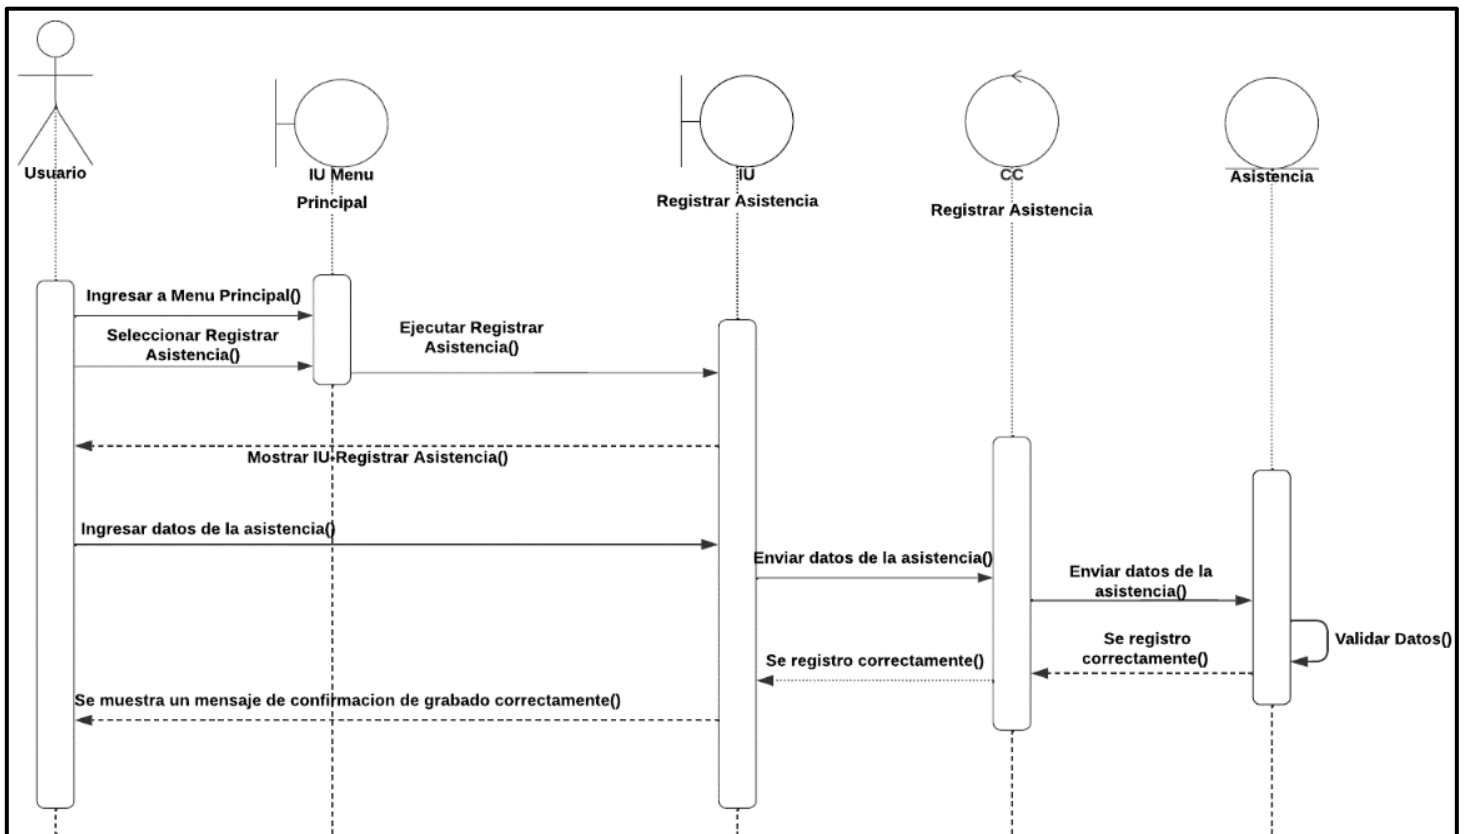 Usuario
IU Menu
Principal
IU
Registrar Asistencia
CC
Registrar Asistencia
Asistencia
Ingresar a Menu Principal()
Seleccionar Registrar
Asistencia()
Ejecutar Registrar
Asistencia()
Mostrar IU-Registrar Asistencia()
Ingresar datos de la asistencia()
Enviar datos de la asistencia()
Enviar datos de la
asistencia()
Validar Datos()
Se registro
correctamente()
Se registro correctamente()
Se muestra un mensaje de confirmacion de grabado correctamente()